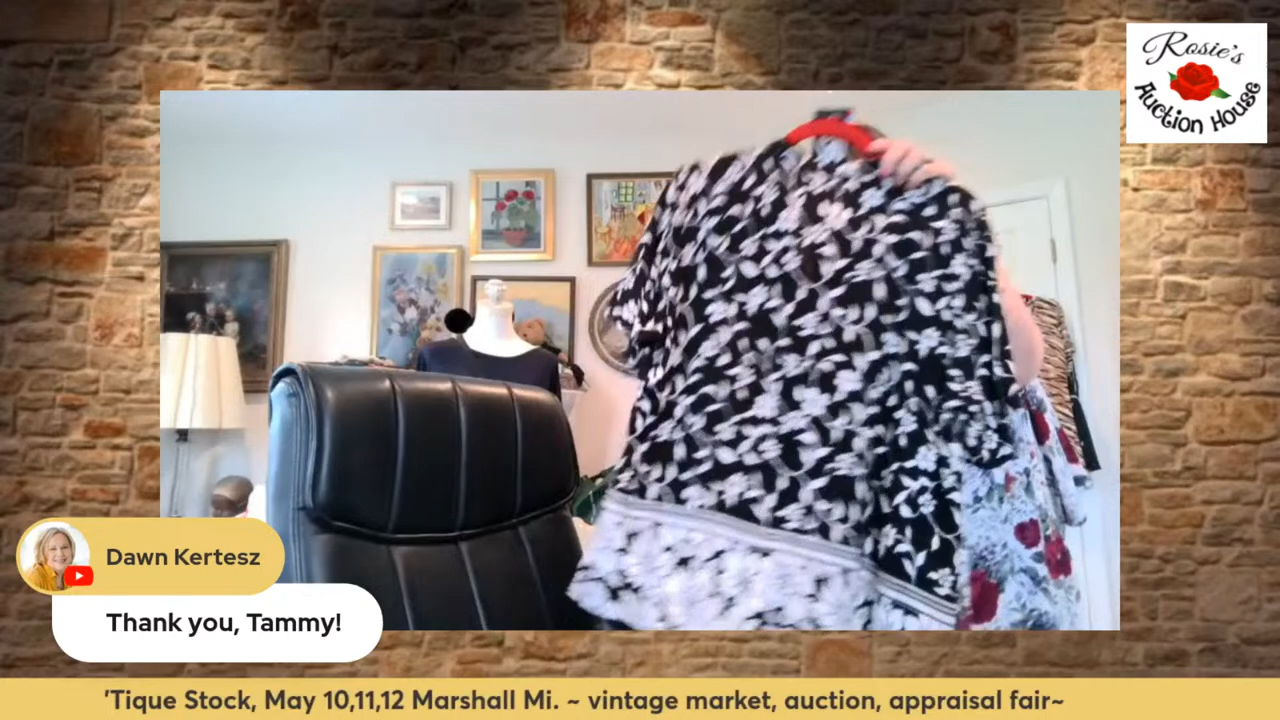 Rosie's
Auction House
Dawn Kertesz
Thank you, Tammy!
'Tique Stock, May 10,11,12 Marshall Mi. ~ vintage market, auction, appraisal fair~